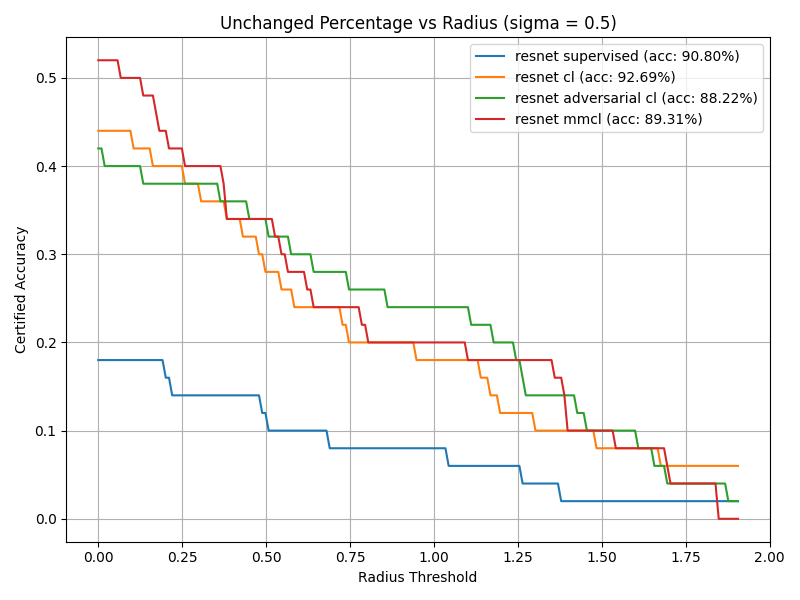 Unchanged Percentage vs Radius (sigma = 0.5)
resnet supervised (acc: 90.80%)
resnet cl (acc: 92.69%)
resnet adversarial cl (acc: 88.22%)
resnet mmcl (acc: 89.31%)
Certified Accuracy
0.5
0.4
0.3
0.2
0.1
0.0
0.00 0.25 0.50 0.75 1.00 1.25 1.50 1.75 2.00
Radius Threshold